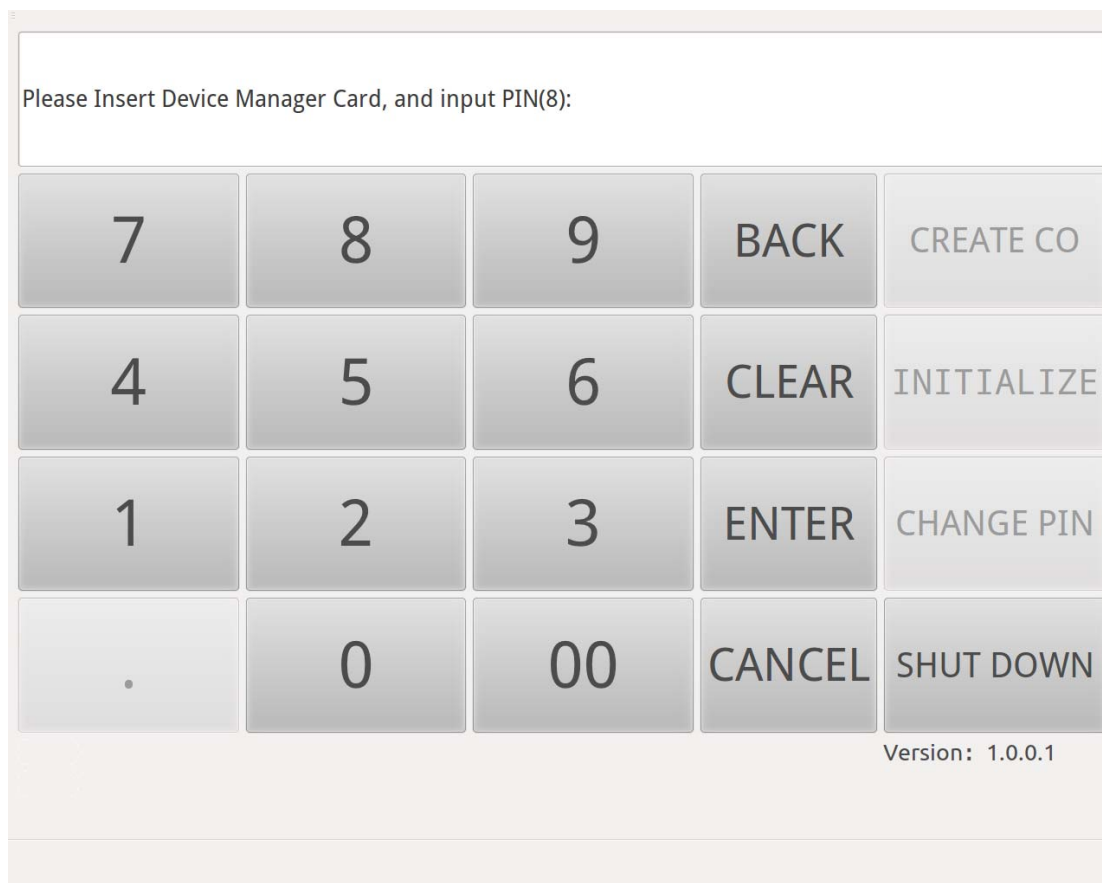 Please Insert Device Manager Card, and input PIN(8):
7 8 9 BACK CREATE CO
4 5 6 CLEAR INITIALIZE
1 2 3 ENTER CHANGE PIN
. 0 00 CANCEL SHUT DOWN
Version: 1.0.0.1